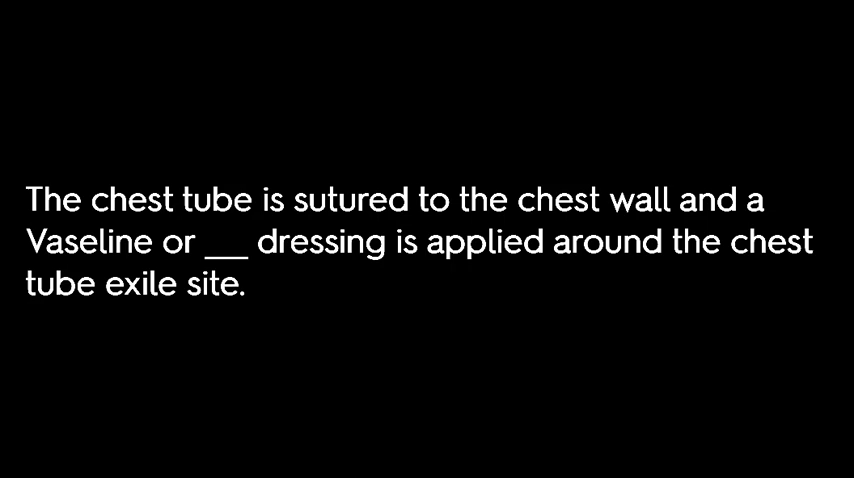 The chest tube is sutured to the chest wall and a
Vaseline or ___ dressing is applied around the chest
tube exile site.